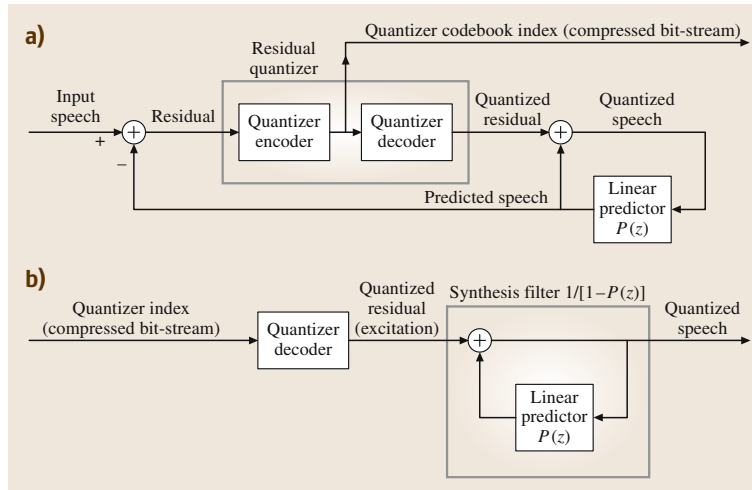 a)
Quantizer codebook index (compressed bit-stream)
Residual
quantizer
Input
speech
+
−
+
Residual
Quantizer
encoder
Quantizer
decoder
Quantized
residual
+
Quantized
speech
Predicted speech
Linear
predictor
P(z)
b)
Quantizer index
(compressed bit-stream)
Quantizer
decoder
Quantized
residual
(excitation)
Synthesis filter 1/[1–P(z)]
+
Linear
predictor
P(z)
Quantized
speech